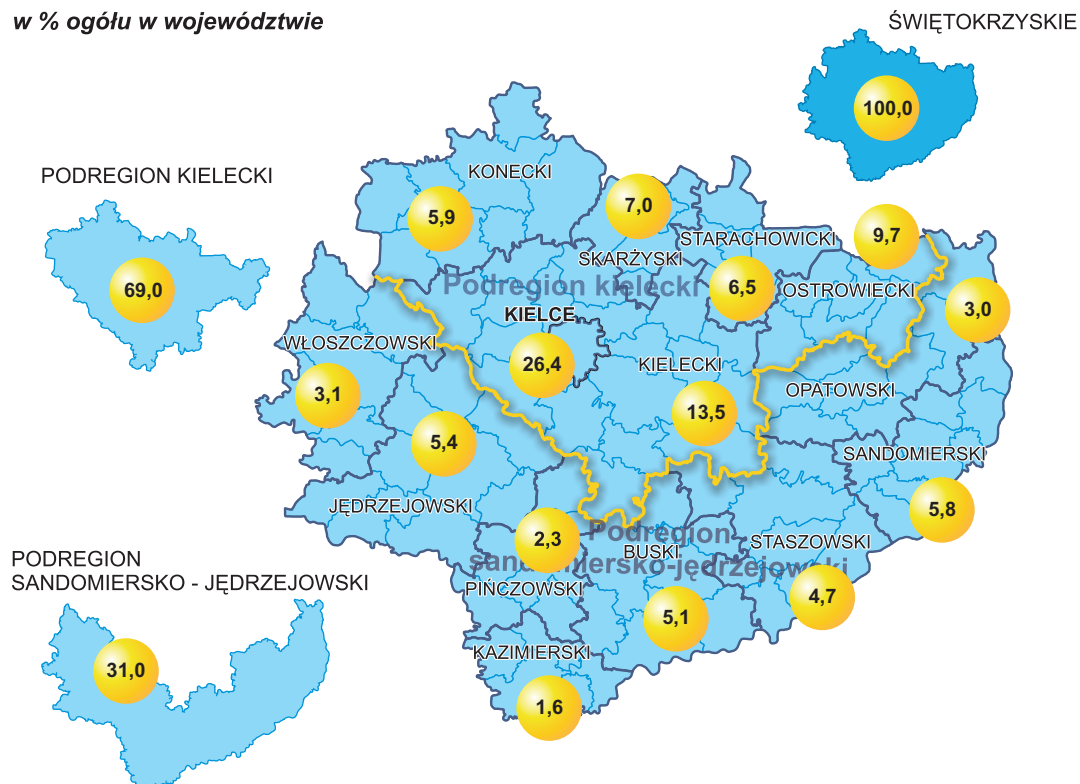 w % ogółu w województwie
ŚWIĘTOKRZYSKIE
100,0
PODREGION KIELECKI
69,0
KONECKI
5,9
7,0
SKARŻYSKI
STARACHOWICKI
6,5
9,7
OSTROWIECKI
3,0
Podregion kielecki
KIELCE
26,4
WŁOSZCZOWSKI
3,1
KIELECKI
13,5
OPATOWSKI
5,4
JĘDRZEJOWSKI
SANDOMIERSKI
5,8
2,3
PIŃCZOWSKI
Podregion
sandomiersko-jędrzejowski
BUSKI
5,1
STASZOWSKI
4,7
KAZIMIERSKI
1,6
PODREGION
SANDOMIERSKO - JĘDRZEJOWSKI
31,0